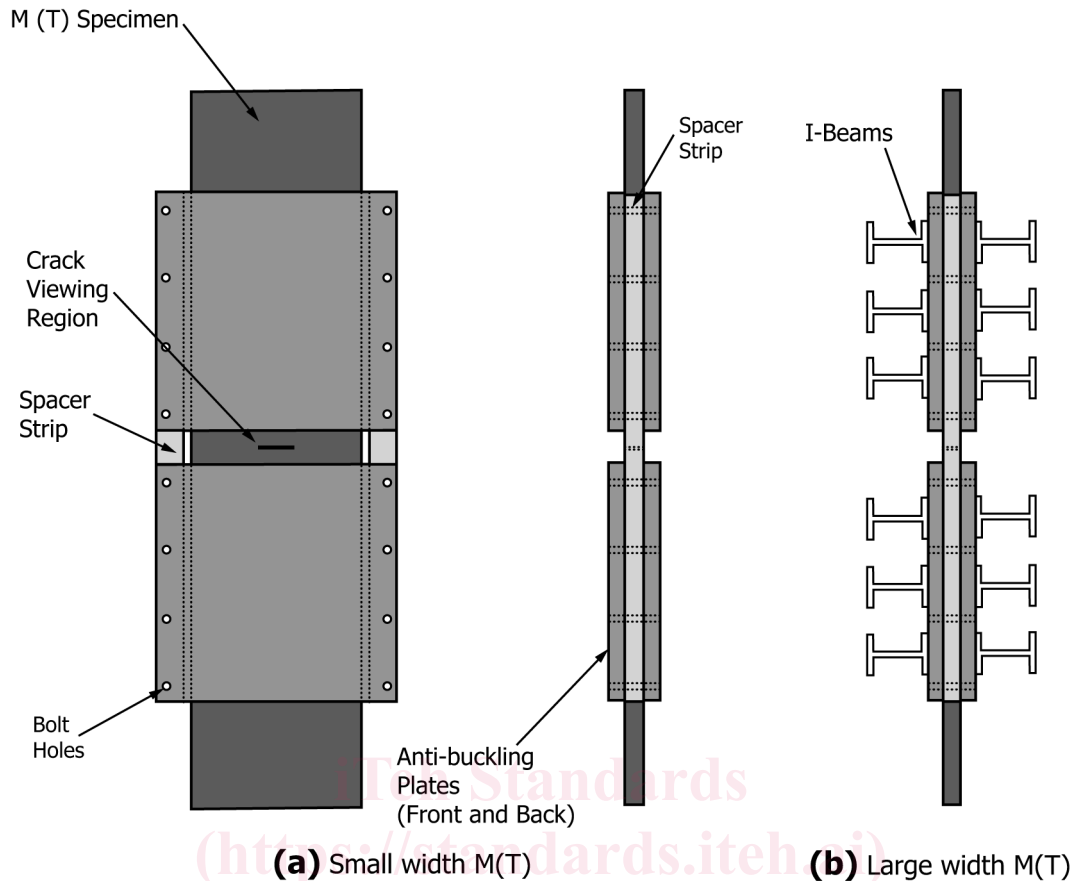 M (T) Specimen
Spacer
Strip
I-Beams
Crack
Viewing
Region
Spacer
Strip
Bolt
Holes
Anti-buckling
Plates
(Front and Back)
iTeh Standards
(https://standards.iteh.ai)
(a) Small width M(T)
(b) Large width M(T)